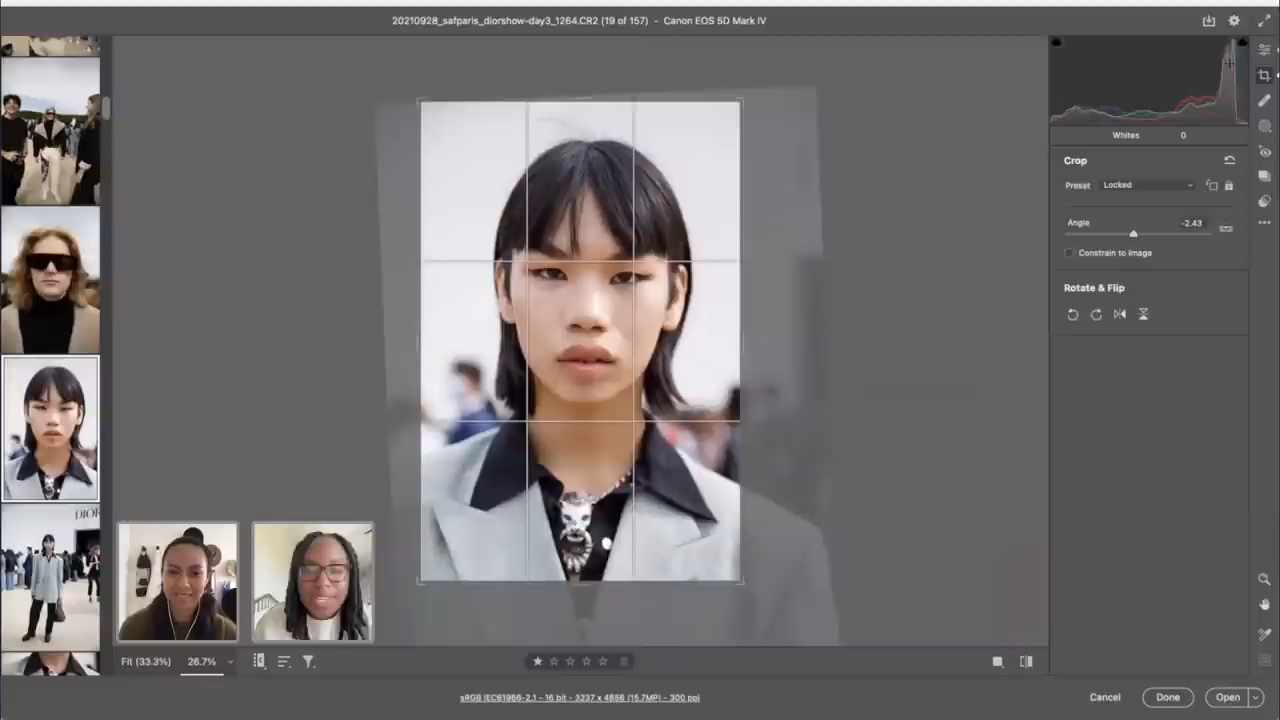 20210928_safparis_diorshow-day3_1264.CR2 (19 of 157) - Canon EOS 5D Mark IV
Whites 0
Crop
Preset Locked
Angle -2.43
Constrain to Image
Rotate & Flip
DIOR
Fit (33.3%) 26.7%
sRGB IEC61966-2.1 - 16 bit - 3237 x 4856 (15.7MP) - 300 ppi
Cancel Done Open